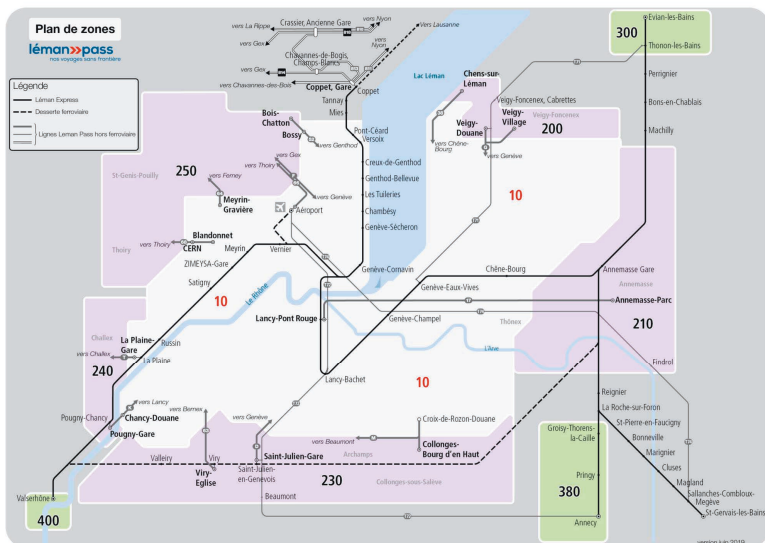 Plan de zones
léman»pass
nos voyages sans frontière
Légende
Léman Express
Desserte ferroviaire
Lignes Leman Pass hors ferroviaire
vers La Rippe
Crassier, Ancienne Gare
vers Nyon
vers Gex
Chavannes-de-Bogis,
Champs-Blancs
vers Nyon
vers Gex
vers Chavannes-des-Bois
Coppet, Gare
Vers Lausanne
Coppet
Tannay
Mies
Pont-Céard
Versoix
Creux-de-Genthod
Genthod-Bellevue
Les Tuileries
Chambésy
Genève-Sécheron
Genève-Cornavin
Lac Léman
Chens-sur-
Léman
vers Chêne-
Bourg
Veigy-Foncenex, Cabrettes
Veigy-
Douane
Veigy-
Village
Veigy-Foncenex
200
vers Genève
300
Evian-les-Bains
Thonon-les-Bains
Perrignier
Bons-en-Chablais
Machilly
Bois-
Chatton
Bossy
vers Genthod
vers Gex
vers Thoiry
vers Genève
Aéroport
250
St-Genis-Pouilly
vers Ferney
Meyrin-
Gravière
Thoiry
vers Thoiry
Blandonnet
CERN
Meyrin
Vernier
ZIMEYSA-Gare
Satigny
10
10
10
Le Rhône
Genève-Eaux-Vives
Chêne-Bourg
Annemasse Gare
Annemasse
Annemasse-Parc
210
Findrol
Lancy-Pont Rouge
Genève-Champel
Thônex
L'Arve
Lancy-Bachet
Challex
La Plaine-
Gare
vers Challex
La Plaine
Russin
240
Pougny-Chancy
vers Lancy
Chancy-Douane
Pougny-Gare
vers Bernex
vers Genève
Valleiry
Viry
Viry-
Eglise
Saint-Julien-Gare
Saint-Julien-
en-Genevois
Beaumont
230
vers Beaumont
Archamps
Croix-de-Rozon-Douane
Collonges-
Bourg d'en Haut
Collonges-sous-Salève
Valserhône
400
Reignier
La Roche-sur-Foron
St-Pierre-en-Faucigny
Bonneville
Marignier
Cluses
Magland
Sallanches-Combloux-
Megève
St-Gervais-les-Bains
Groisy-Thorens-
la-Caille
Pringy
380
Annecy
version juin 2019